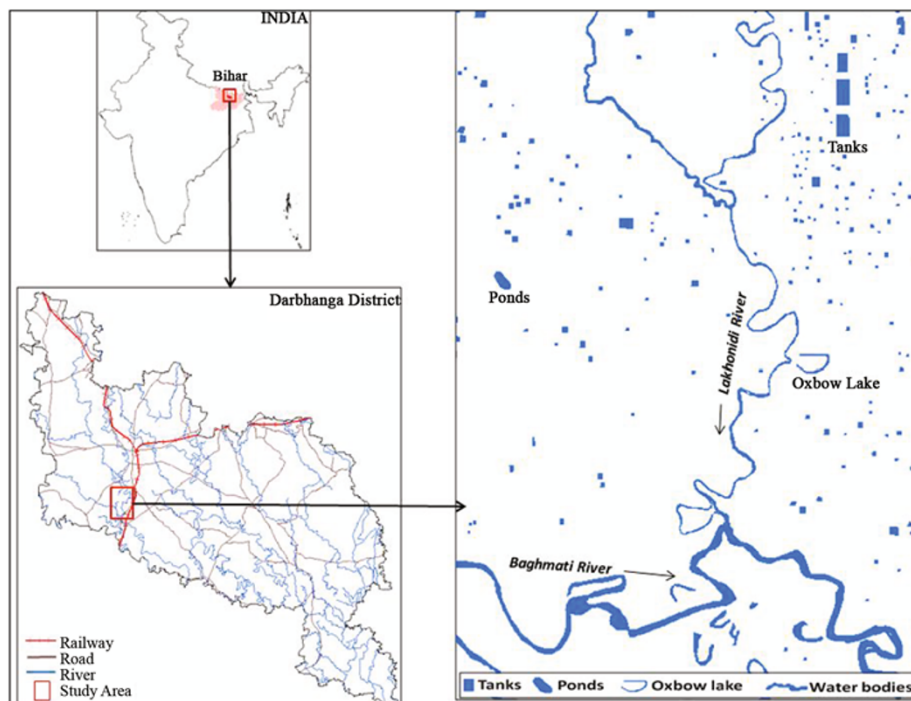 INDIA
Bihar
Darbhanga District
Railway
Road
River
Study Area
Tanks
Ponds
Lakhonidi River
Oxbow Lake
Baghmati River
Tanks Ponds Oxbow lake Water bodies